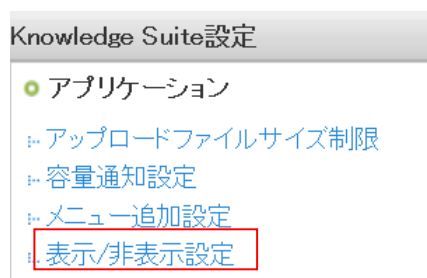 Knowledge Suite設定
アプリケーション
アップロードファイルサイズ制限
容量通知設定
メニュー追加設定
表示/非表示設定